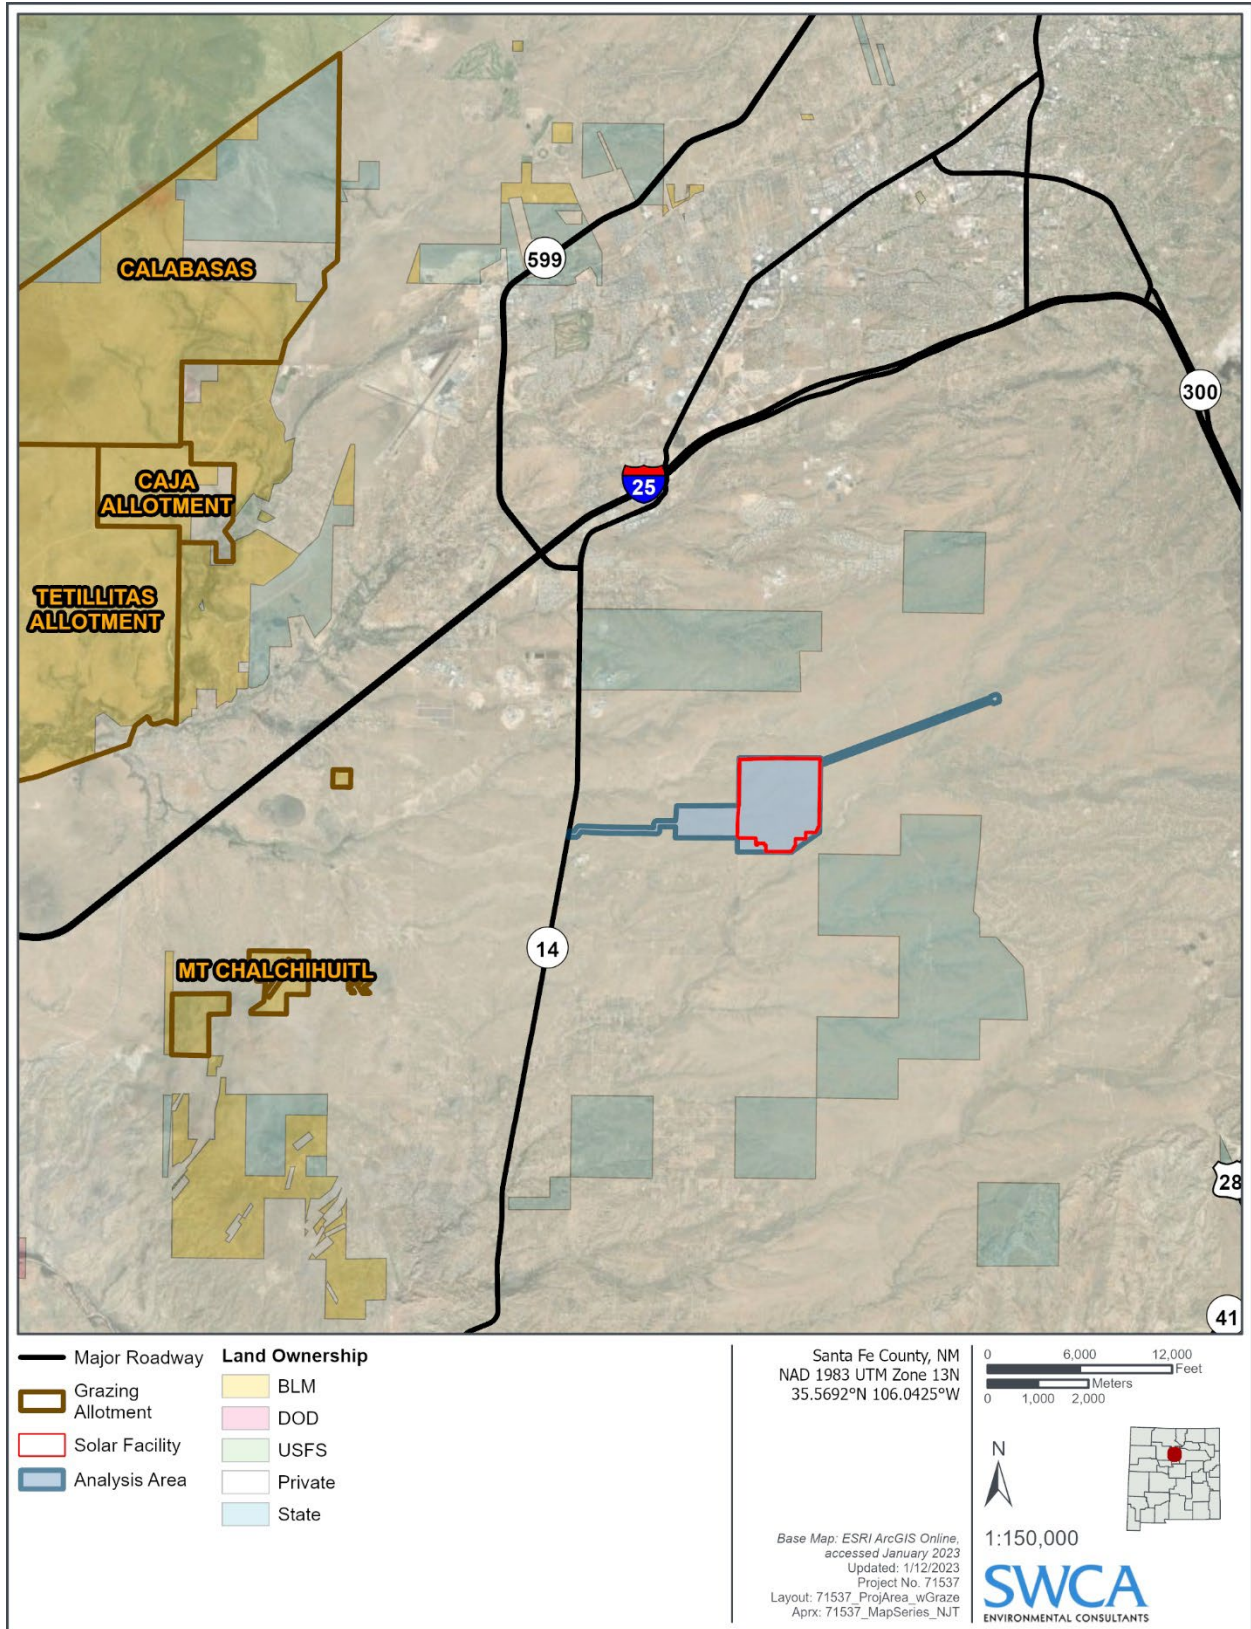 599
CALABASAS
300
CAJA
ALLOTMENT
25
TETILLITAS
ALLOTMENT
14
MT CHALCHIHUITL
28
41
Major Roadway
Grazing
Allotment
Solar Facility
Analysis Area
Land Ownership
BLM
DOD
USFS
Private
State
Santa Fe County, NM
NAD 1983 UTM Zone 13N
35.5692°N 106.0425°W
Base Map: ESRI ArcGIS Online,
accessed January 2023
Updated: 1/12/2023
Project No. 71537
Layout: 71537_ProjArea_wGraze
Aprx: 71537_MapSeries_NJT
0 6,000 12,000
Feet
Meters
0 1,000 2,000
N
1:150,000
SWCA
ENVIRONMENTAL CONSULTANTS